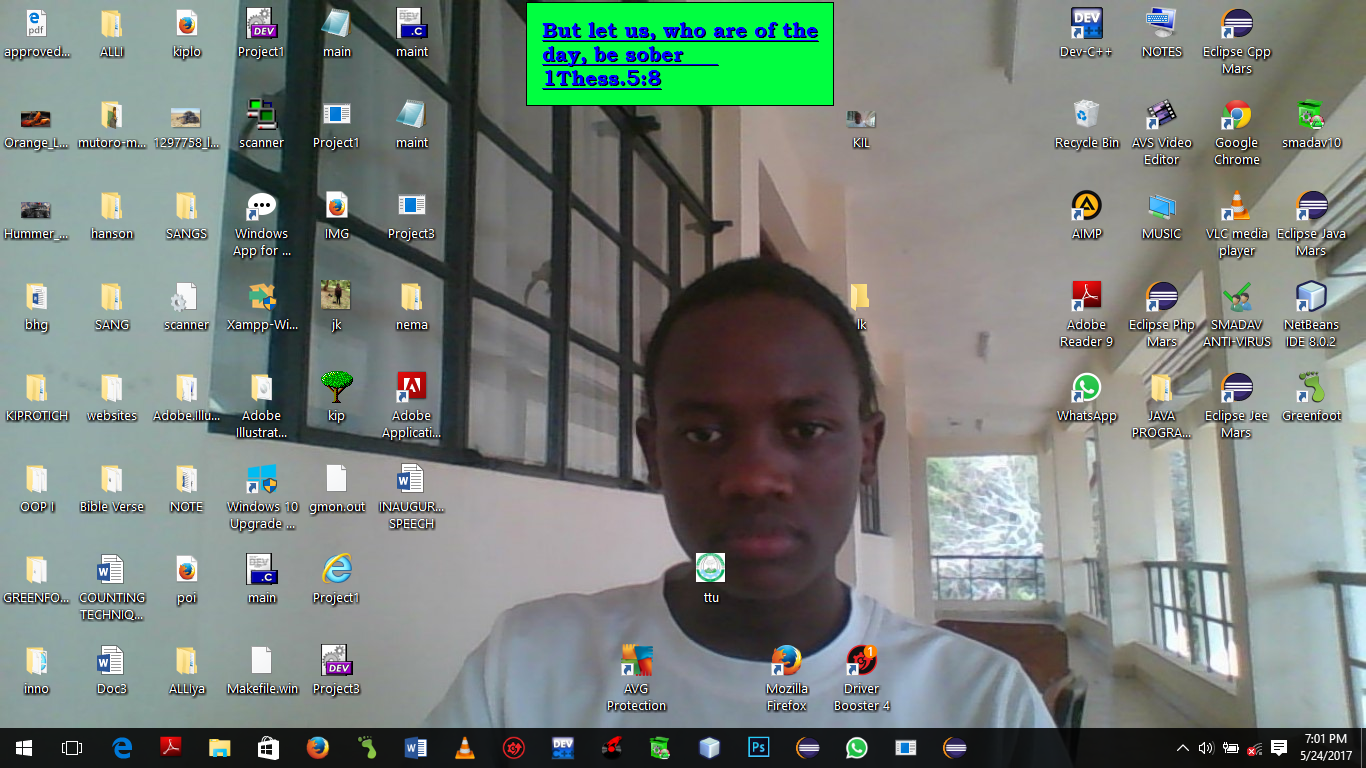 But let us, who are of the
day, be sober
1Thess.5:8
approved...
ALLI
kiplo
Project1
main
maint
Dev-C++
NOTES
Eclipse Cpp
Mars
Orange_L...
mutoro-m...
1297758_l...
scanner
Project1
maint
KIL
Recycle Bin
AVS Video
Editor
Google
Chrome
smadav10
Hummer_...
hanson
SANGS
Windows
App for ...
IMG
Project3
AIMP
MUSIC
VLC media
player
Eclipse Java
Mars
bhg
SANG
scanner
Xampp-Wi...
jk
nema
lk
Adobe
Reader 9
Eclipse Php
Mars
SMADAV
ANTI-VIRUS
NetBeans
IDE 8.0.2
KIPROTICH
websites
Adobe.Illu...
Adobe
Illustrat...
kip
Adobe
Applicati...
WhatsApp
JAVA
PROGRA...
Eclipse Jee
Mars
Greenfoot
OOP I
Bible Verse
NOTE
Windows 10
Upgrade ...
gmon.out
INAUGUR...
SPEECH
GREENFO...
COUNTING
TECHNIQ...
poi
main
Project1
ttu
inno
Doc3
ALLIya
Makefile.win
Project3
AVG
Protection
Mozilla
Firefox
Driver
Booster 4
7:01 PM
5/24/2017